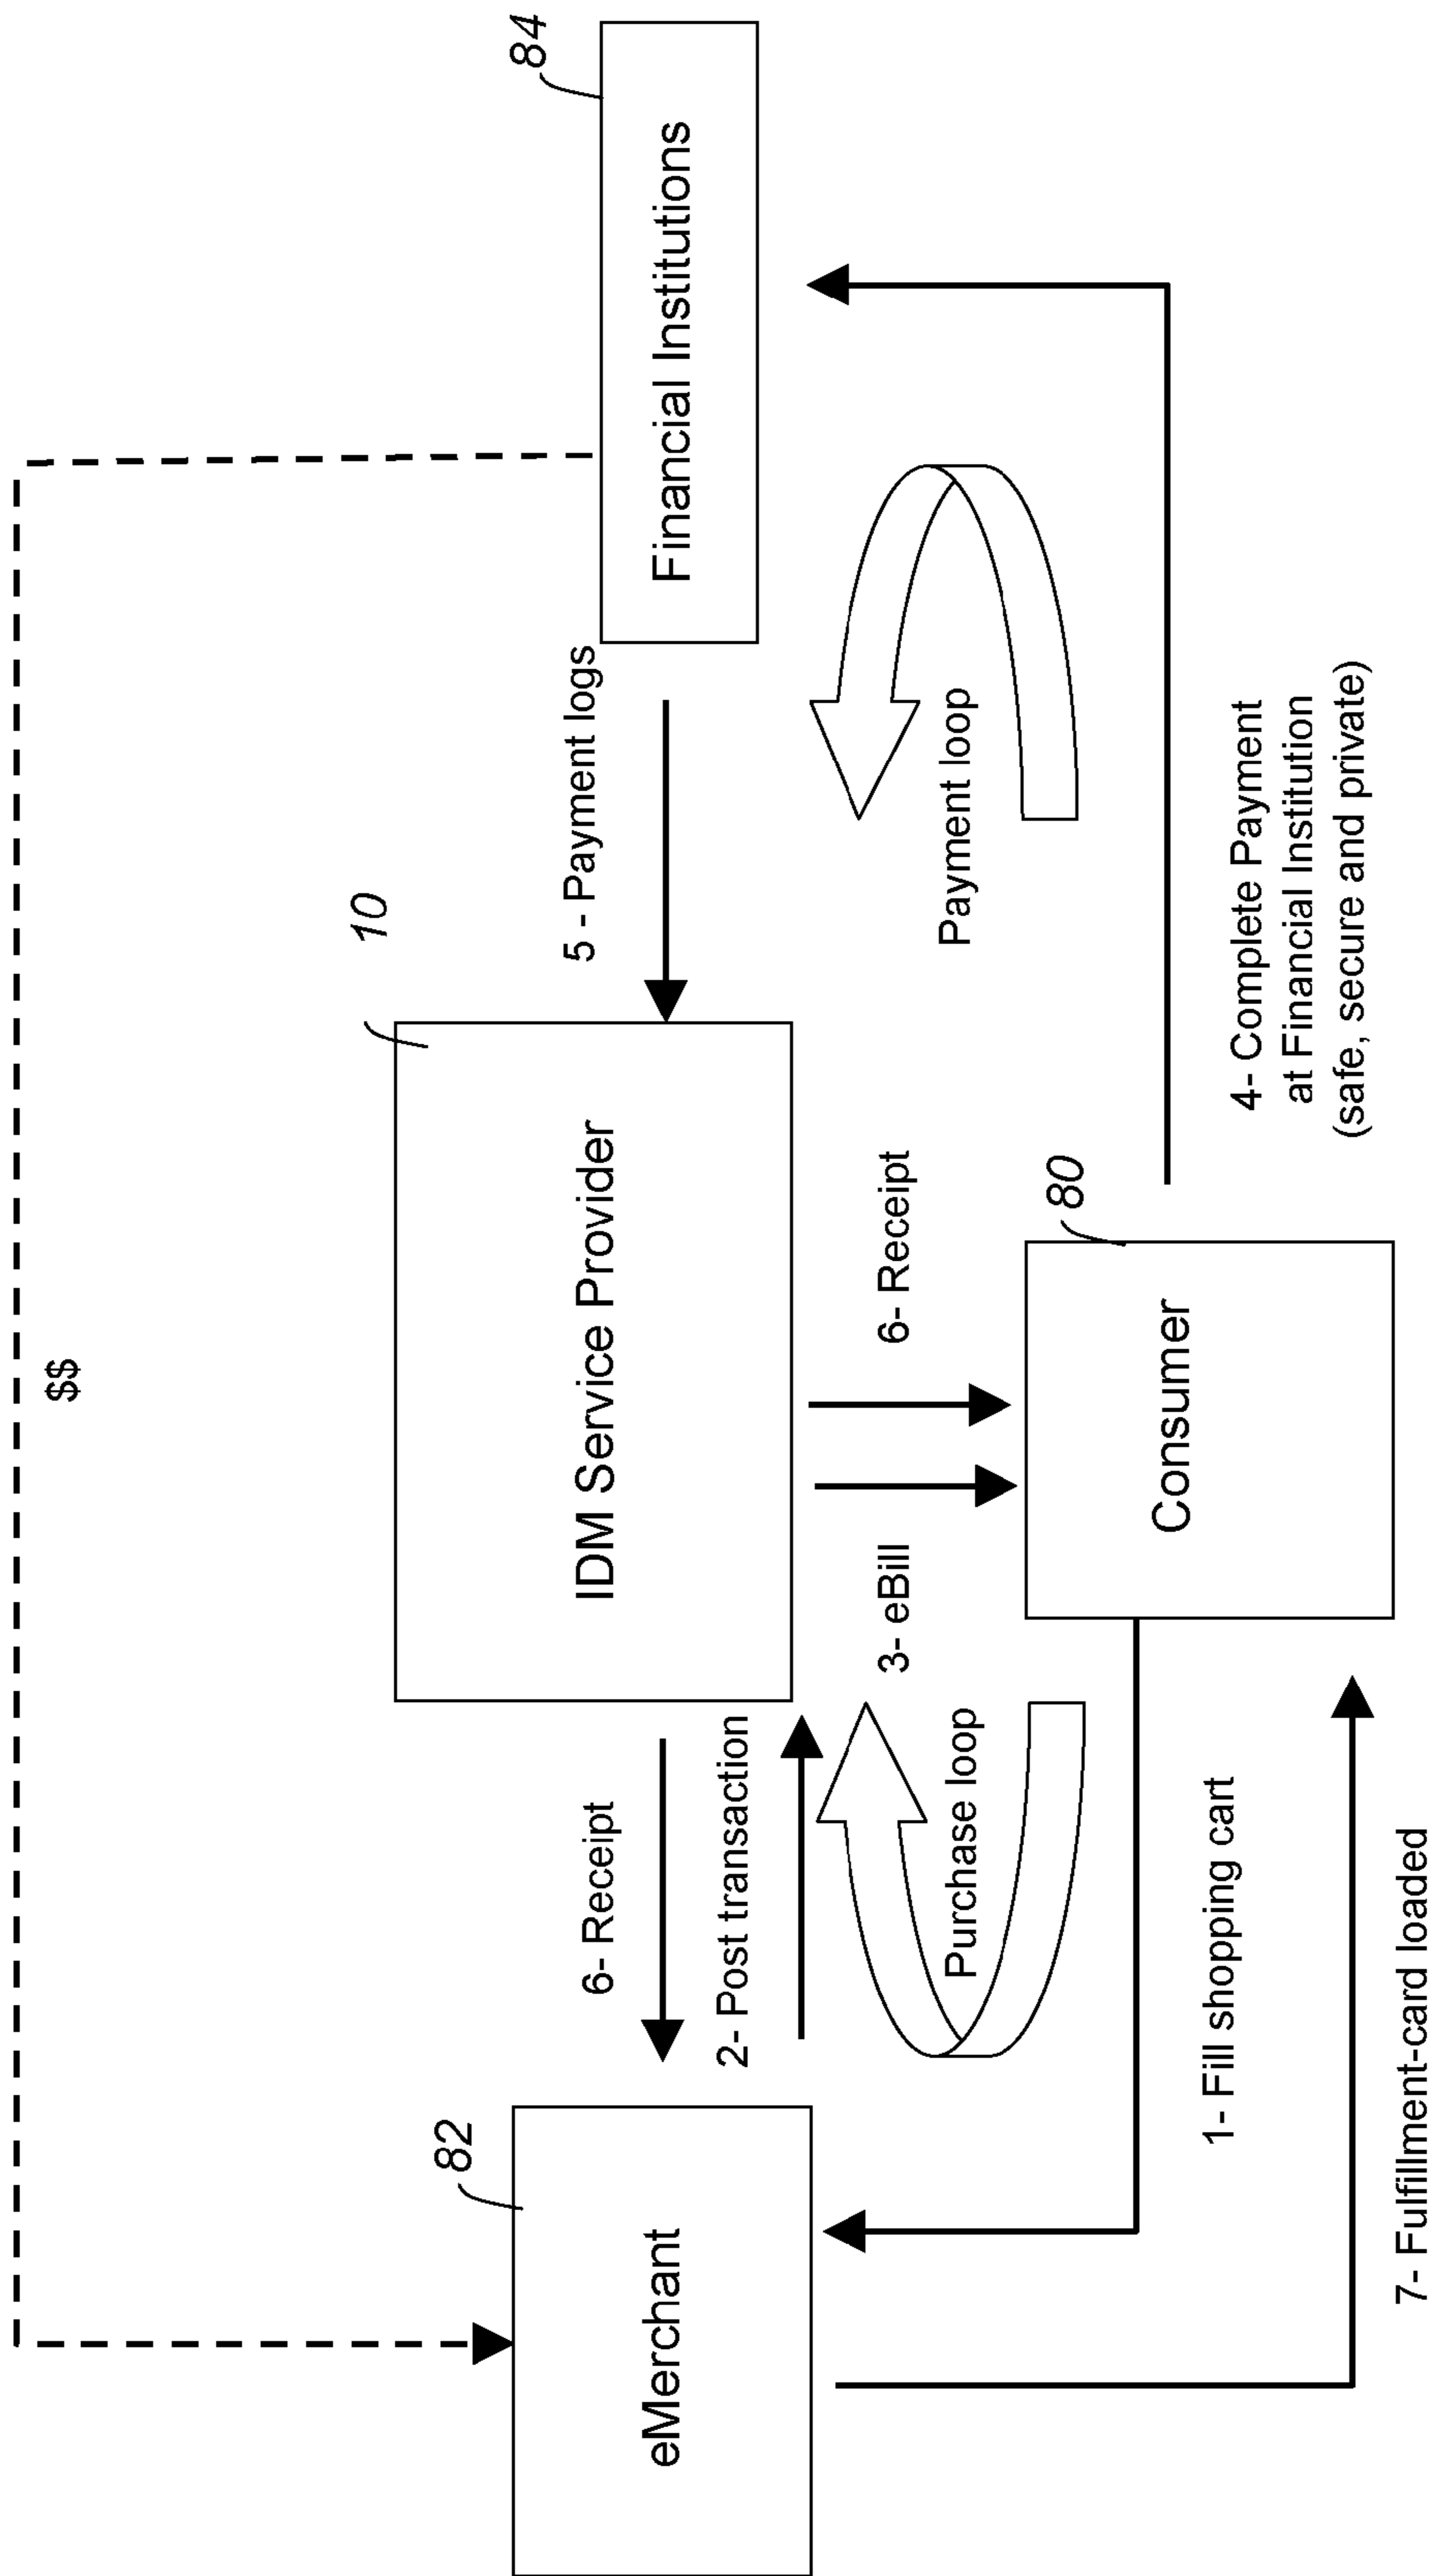 $$
84
Financial Institutions
10
5 - Payment logs
IDM Service Provider
82
eMerchant
6- Receipt
2- Post transaction
3- eBill
6- Receipt
Purchase loop
Payment loop
80
Consumer
1- Fill shopping cart
4- Complete Payment
at Financial Institution
(safe, secure and private)
7- Fulfillment-card loaded